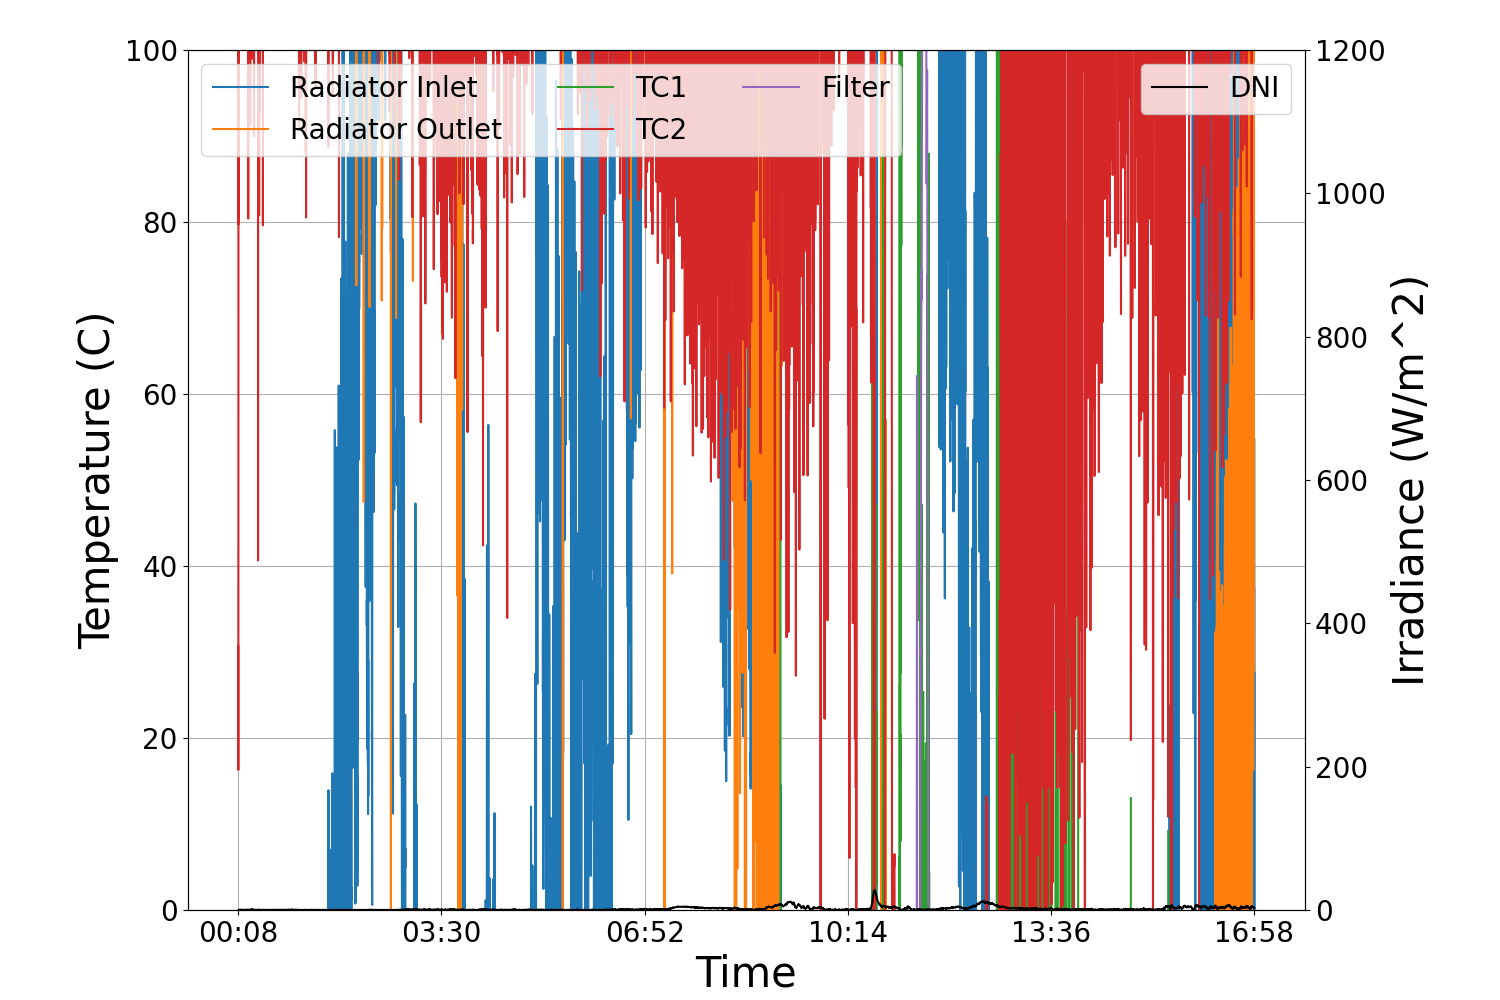 100
80
60
40
20
0
Temperature (C)
Radiator Inlet
Radiator Outlet
TC1
TC2
Filter
DNI
1200
1000
800
600
400
200
0
Irradiance (W/m^2)
00:08
03:30
06:52
10:14
13:36
16:58
Time